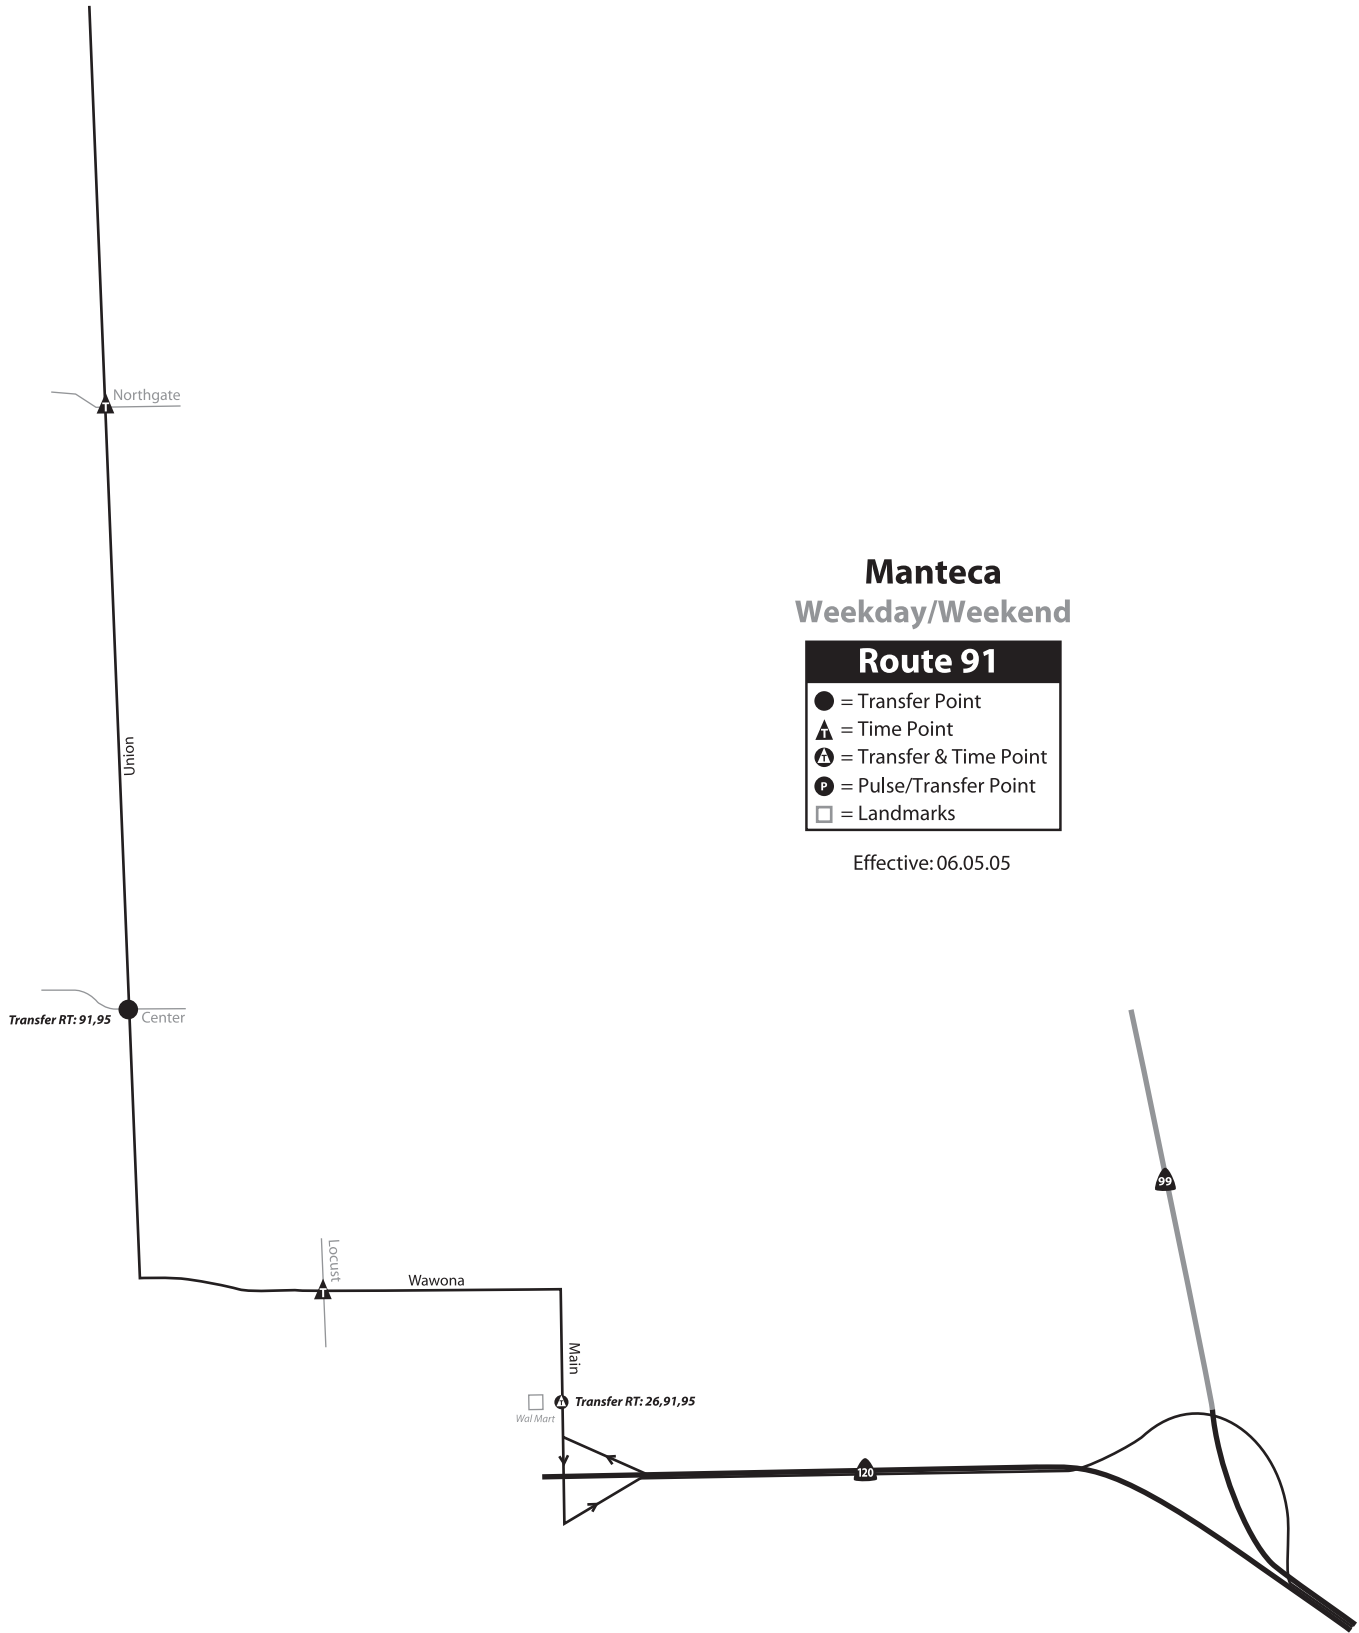 Northgate
T
Manteca
Weekday/Weekend
Route 91
= Transfer Point
T = Time Point
T = Transfer & Time Point
P = Pulse/Transfer Point
= Landmarks
Effective: 06.05.05
Union
Transfer RT: 91,95
Center
99
Locust
T
Wawona
Main
T
Transfer RT: 26,91,95
Wal Mart
120